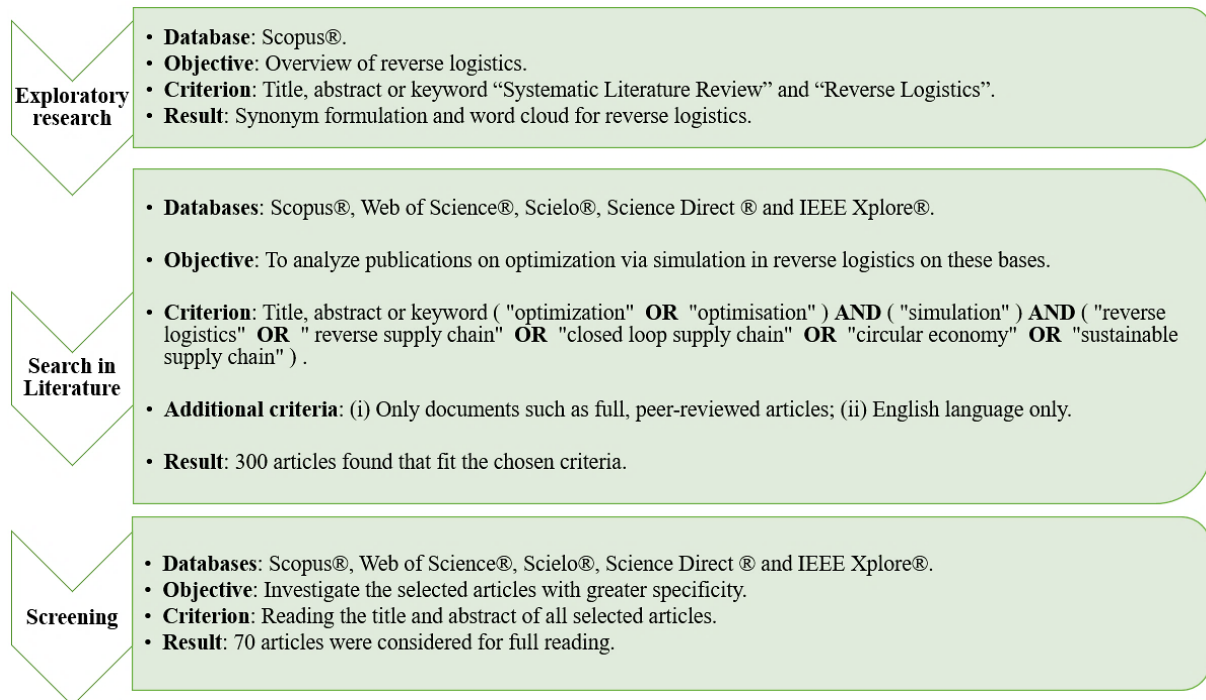 Exploratory
research
• Database: Scopus®.
• Objective: Overview of reverse logistics.
• Criterion: Title, abstract or keyword “Systematic Literature Review” and “Reverse Logistics”.
• Result: Synonym formulation and word cloud for reverse logistics.
Search in
Literature
• Databases: Scopus®, Web of Science®, Scielo®, Science Direct ® and IEEE Xplore®.
• Objective: To analyze publications on optimization via simulation in reverse logistics on these bases.
• Criterion: Title, abstract or keyword ( "optimization" OR "optimisation" ) AND ( "simulation" ) AND ( "reverse
logistics" OR " reverse supply chain" OR "closed loop supply chain" OR "circular economy" OR "sustainable
supply chain" ) .
• Additional criteria: (i) Only documents such as full, peer-reviewed articles; (ii) English language only.
• Result: 300 articles found that fit the chosen criteria.
Screening
• Databases: Scopus®, Web of Science®, Scielo®, Science Direct ® and IEEE Xplore®.
• Objective: Investigate the selected articles with greater specificity.
• Criterion: Reading the title and abstract of all selected articles.
• Result: 70 articles were considered for full reading.